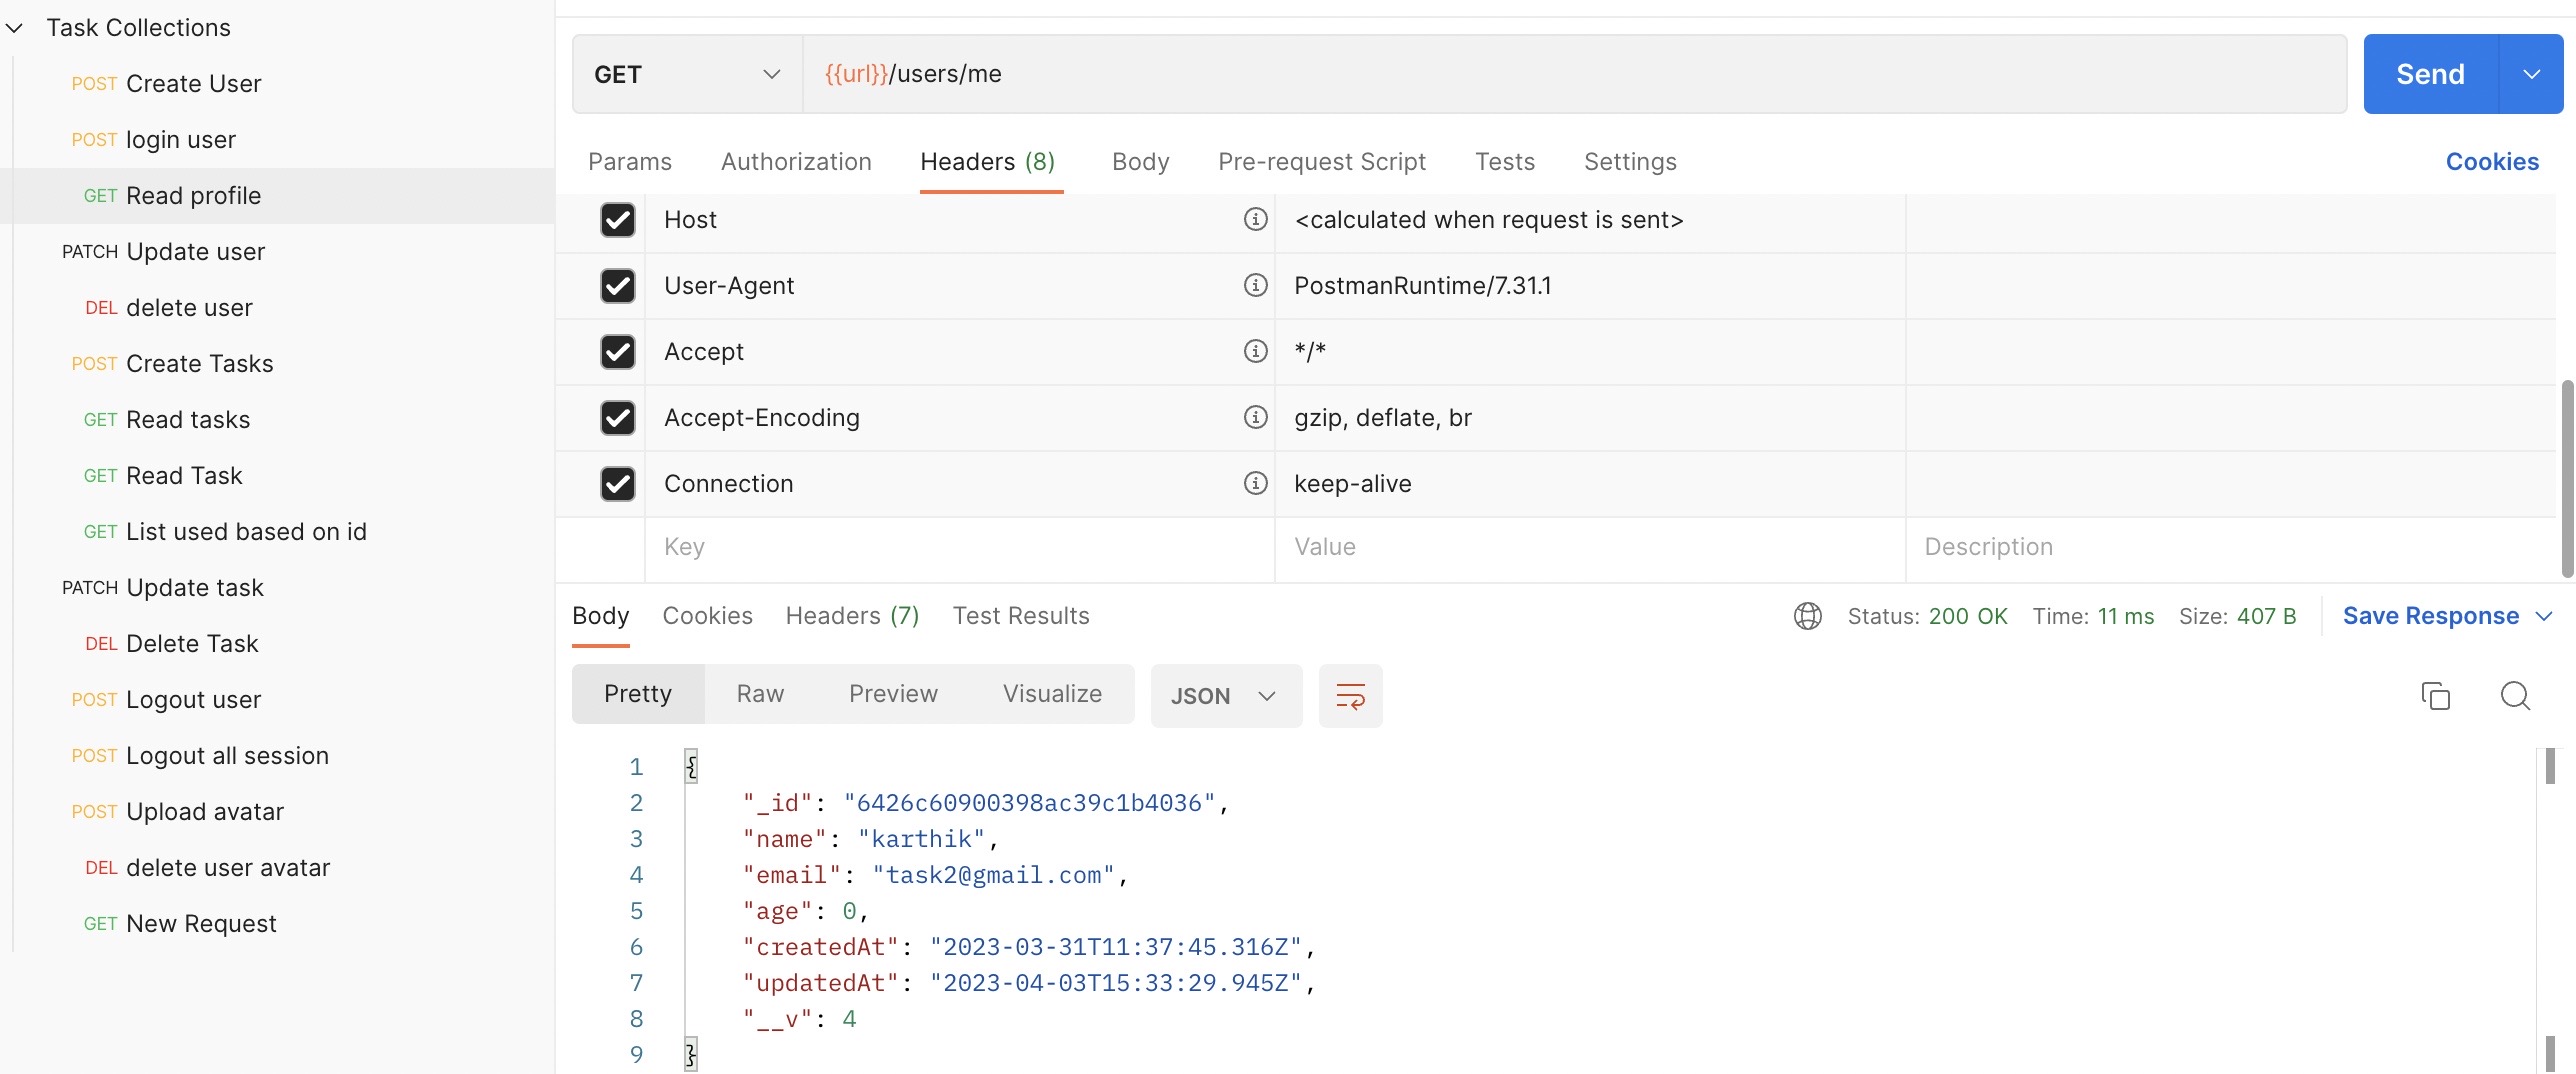 Task Collections
POST Create User
POST login user
GET Read profile
PATCH Update user
DEL delete user
POST Create Tasks
GET Read tasks
GET Read Task
GET List used based on id
PATCH Update task
DEL Delete Task
POST Logout user
POST Logout all session
POST Upload avatar
DEL delete user avatar
GET New Request
GET {{url}}/users/me Send
Params Authorization Headers (8) Body Pre-request Script Tests Settings Cookies
Host <calculated when request is sent>
User-Agent PostmanRuntime/7.31.1
Accept */*
Accept-Encoding gzip, deflate, br
Connection keep-alive
Key Value Description
Body Cookies Headers (7) Test Results Status: 200 OK Time: 11 ms Size: 407 B Save Response
Pretty Raw Preview Visualize JSON
1 {
2 "_id": "6426c60900398ac39c1b4036",
3 "name": "karthik",
4 "email": "task2@gmail.com",
5 "age": 0,
6 "createdAt": "2023-03-31T11:37:45.316Z",
7 "updatedAt": "2023-04-03T15:33:29.945Z",
8 "__v": 4
9 }